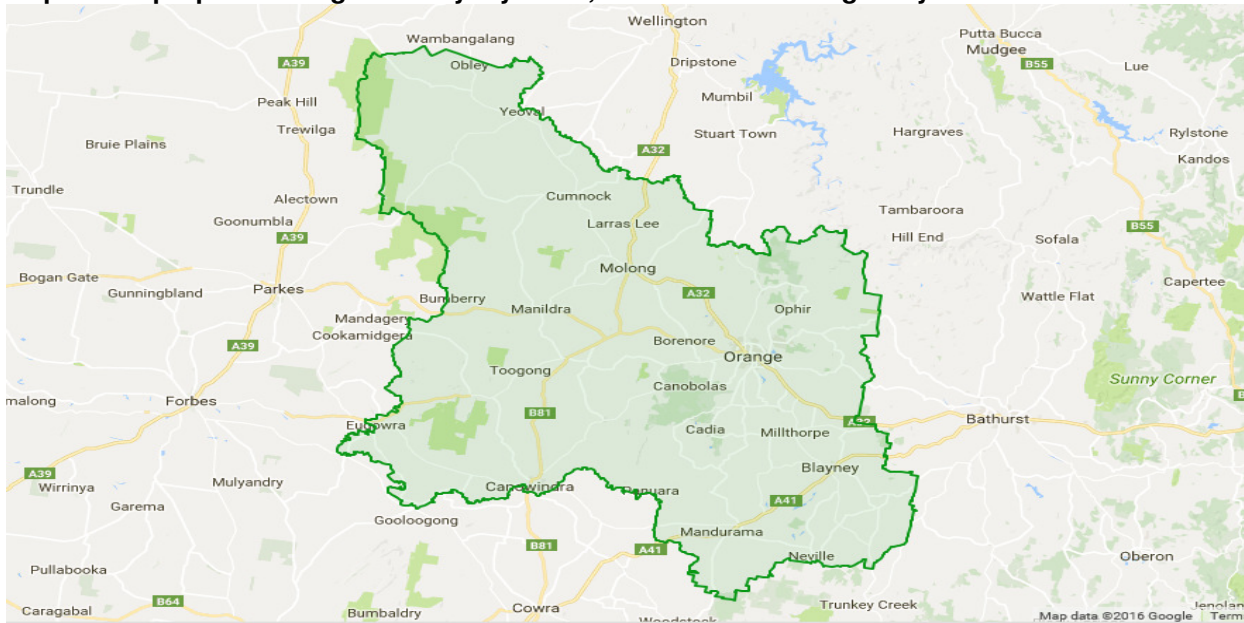 Wellington
Putta Bucca
Mudgee
Wambangalang
A39
Obley
Dripstone
B55
Lue
Mumbil
Peak Hill
Yeoval
Trewilga
Stuart Town
Hargraves
Rylstone
Bruie Plains
A32
Kandos
Trundle
Alectown
Cumnock
Tambaroora
Goonumbla
Larras Lee
A39
Hill End
Sofala
B55
Molong
Bogan Gate
Gunningbland
Parkes
Bumberry
Manildra
A32
Ophir
Wattle Flat
Capertee
Mandagery
Cookamidgera
Borenore
A39
Orange
Toogong
Canobolas
Sunny Corner
malong
Forbes
B81
Eugowra
Cadia
Millthorpe
Bathurst
Blayney
A39
Wirrinya
Mulyandry
Canowindra
Panuara
A41
Garema
Gooloogong
Mandurama
B81
A41
Neville
Oberon
Pullabooka
B64
Caragabal
Bumbaldry
Cowra
Woodstock
Trunkey Creek
Jenolan
Map data ©2016 Google
Term